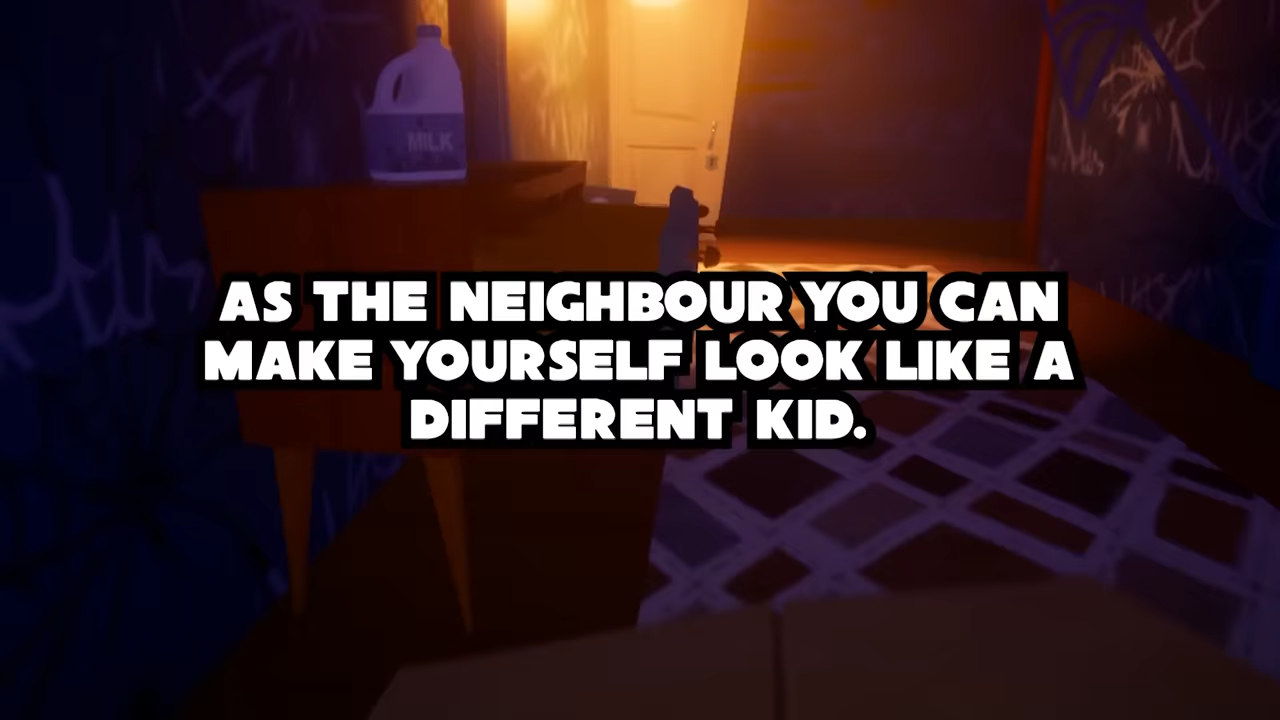 MILK
AS THE NEIGHBOUR YOU CAN
MAKE YOURSELF LOOK LIKE A
DIFFERENT KID.